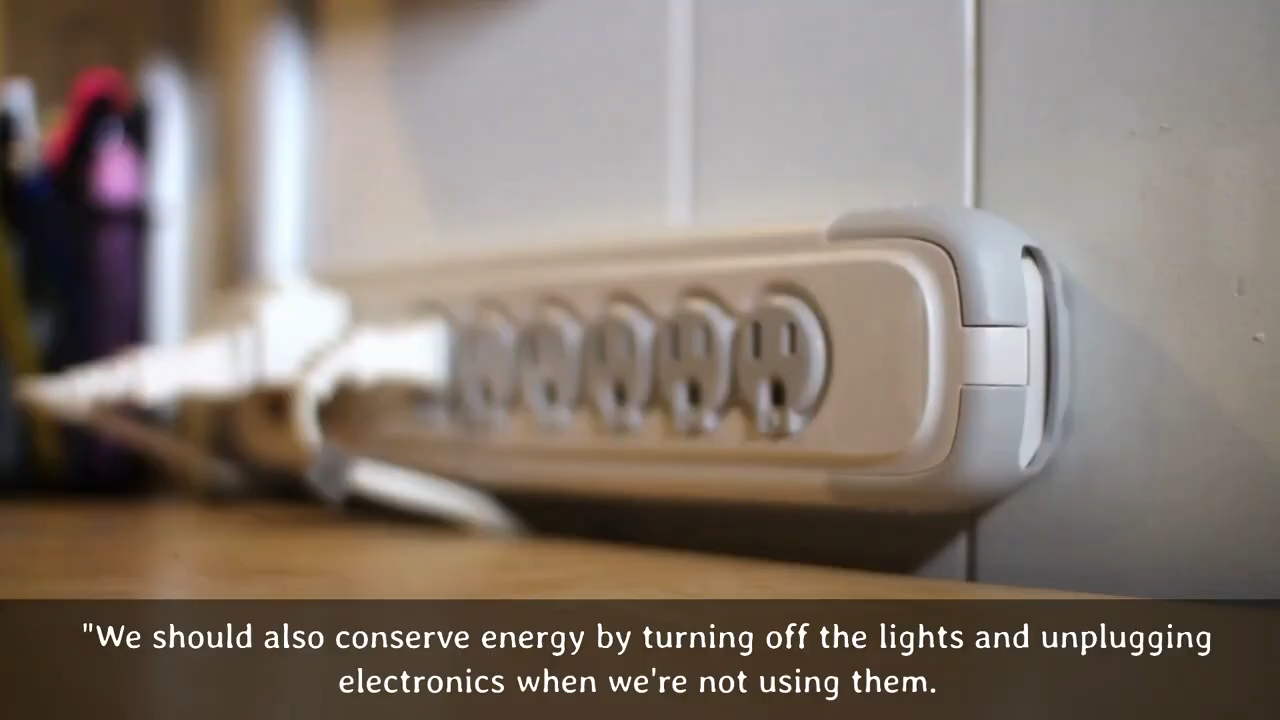 "We should also conserve energy by turning off the lights and unplugging
electronics when we're not using them.